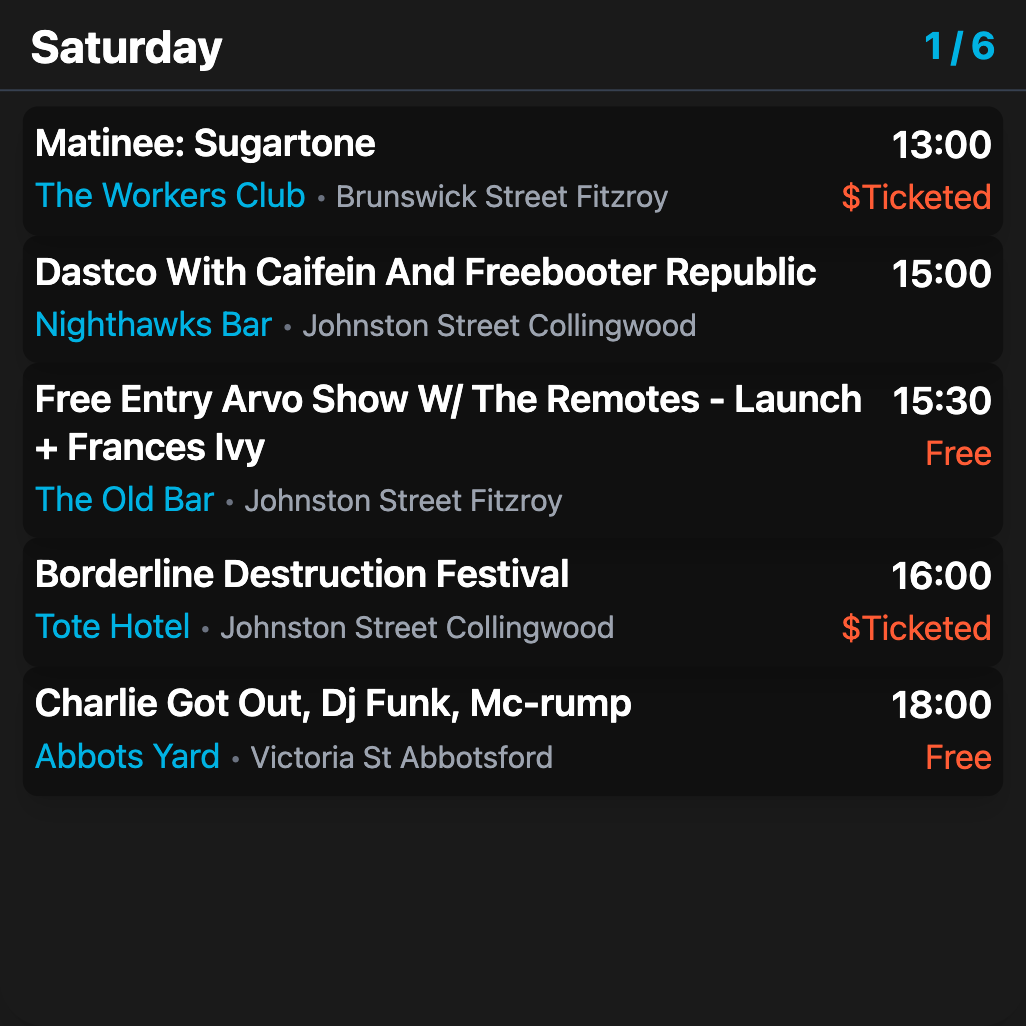 Saturday
1 / 6
Matinee: Sugartone
13:00
The Workers Club • Brunswick Street Fitzroy
$Ticketed
Dastco With Caifein And Freebooter Republic
15:00
Nighthawks Bar • Johnston Street Collingwood
Free Entry Arvo Show W/ The Remotes - Launch
15:30
+ Frances Ivy
Free
The Old Bar • Johnston Street Fitzroy
Borderline Destruction Festival
16:00
Tote Hotel • Johnston Street Collingwood
$Ticketed
Charlie Got Out, Dj Funk, Mc-rump
18:00
Abbots Yard • Victoria St Abbotsford
Free